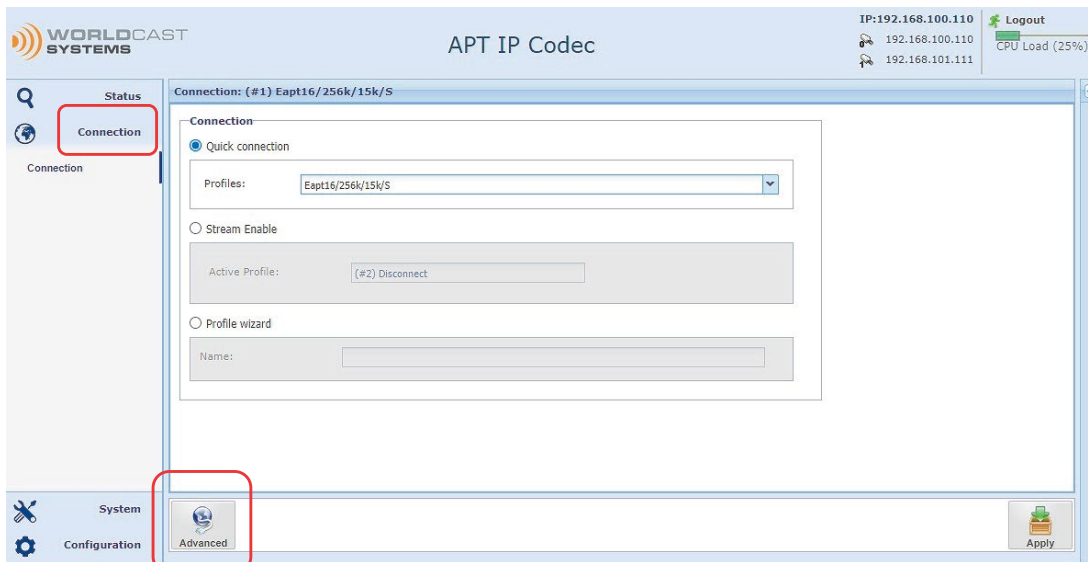 WORLDCAST
SYSTEMS
APT IP Codec
IP:192.168.100.110
192.168.100.110
192.168.101.111
Logout
CPU Load (25%)
Status
Connection
Connection
System
Configuration
Connection: (#1) Eapt16/256k/15k/S
Connection
Quick connection
Profiles: Eapt16/256k/15k/S
Stream Enable
Active Profile: (#2) Disconnect
Profile wizard
Name:
Advanced
Apply